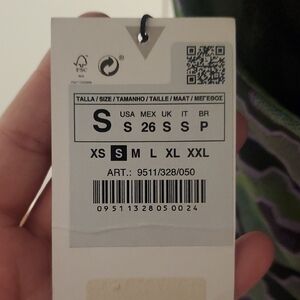 FSC
TALLA / SIZE / TAMANHO / TAILLE / MAAT / ΜΕΓΕΘΟΣ
S
USA MEX UK IT BR
S 26 S S P
XS S M L XL XXL
ART.: 9511/328/050
09511328050024